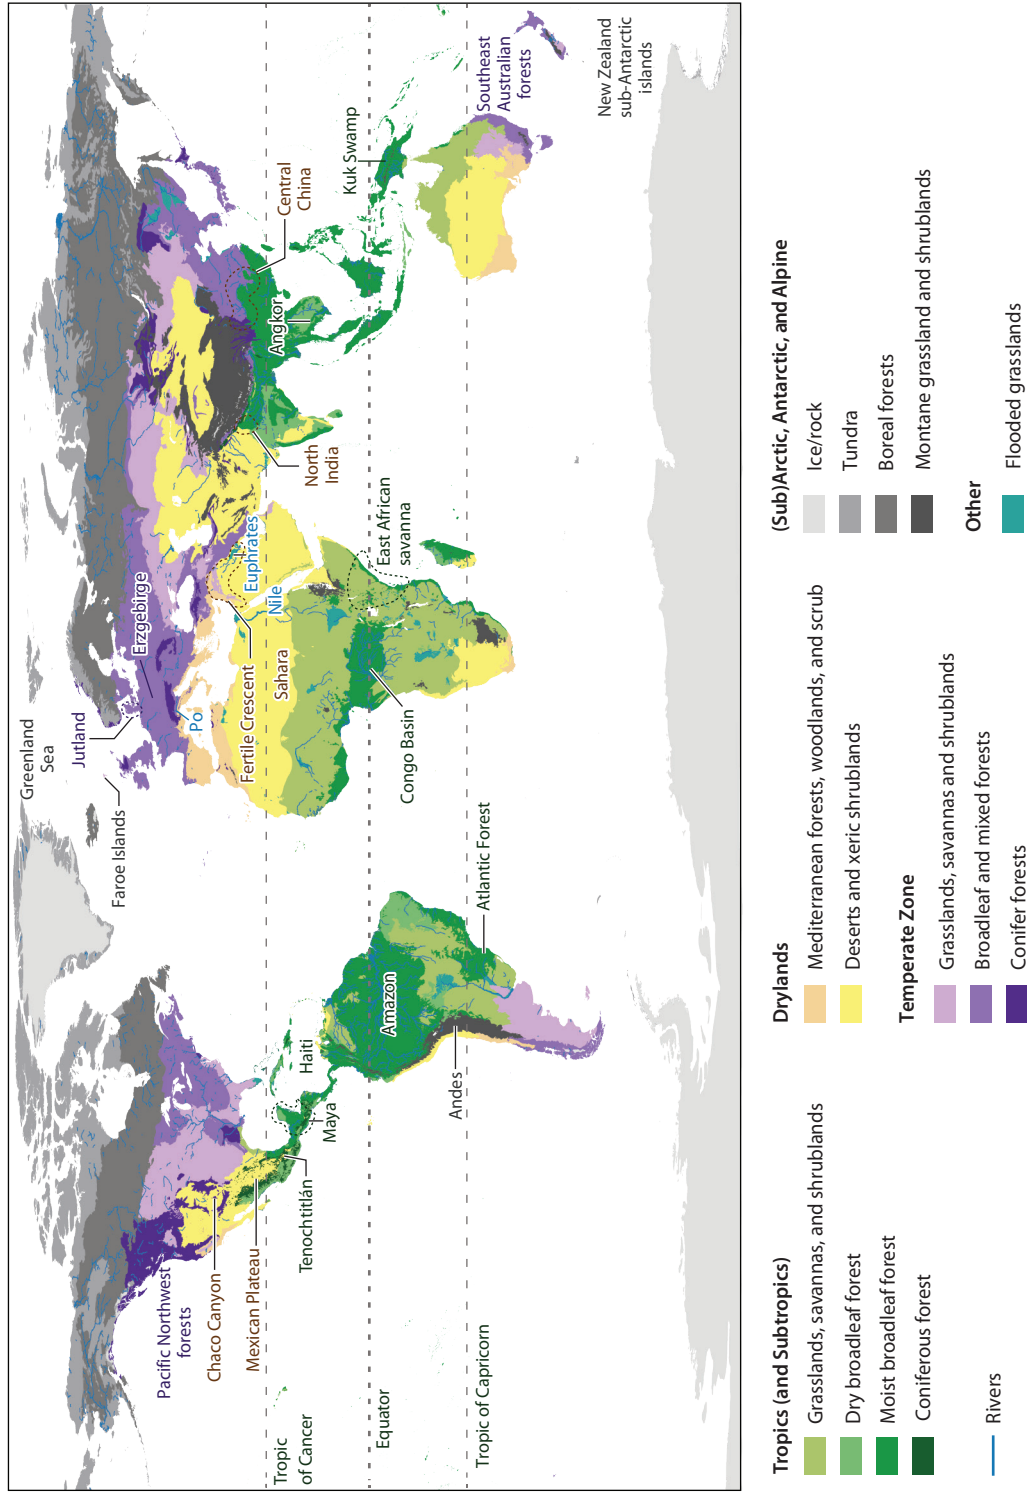 Greenland
Sea
Faroe Islands
Jutland
Erzgebirge
Po
Pacific Northwest
forests
Chaco Canyon
Mexican Plateau
Tenochtitlán
Maya
Haiti
Fertile Crescent
Euphrates
Nile
Sahara
North
India
Central
China
Angkor
Kuk Swamp
East African
savanna
Congo Basin
Amazon
Andes
Atlantic Forest
Southeast
Australian
forests
New Zealand
sub-Antarctic
islands
Tropic
of Cancer
Equator
Tropic of Capricorn
Tropics (and Subtropics)
Grasslands, savannas, and shrublands
Dry broadleaf forest
Moist broadleaf forest
Coniferous forest
Rivers
Drylands
Mediterranean forests, woodlands, and scrub
Deserts and xeric shrublands
Temperate Zone
Grasslands, savannas and shrublands
Broadleaf and mixed forests
Conifer forests
(Sub)Arctic, Antarctic, and Alpine
Ice/rock
Tundra
Boreal forests
Montane grassland and shrublands
Other
Flooded grasslands